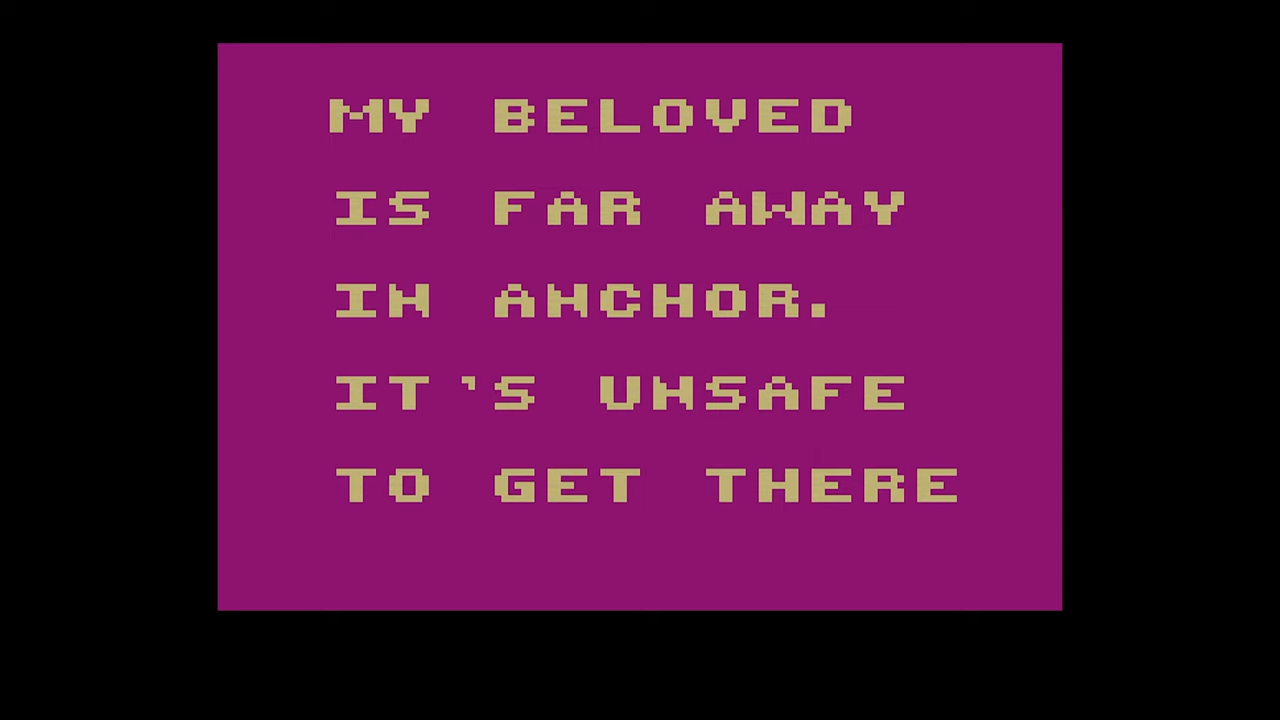 MY BELOVED
IS FAR AWAY
IN ANCHOR.
IT'S UNSAFE
TO GET THERE